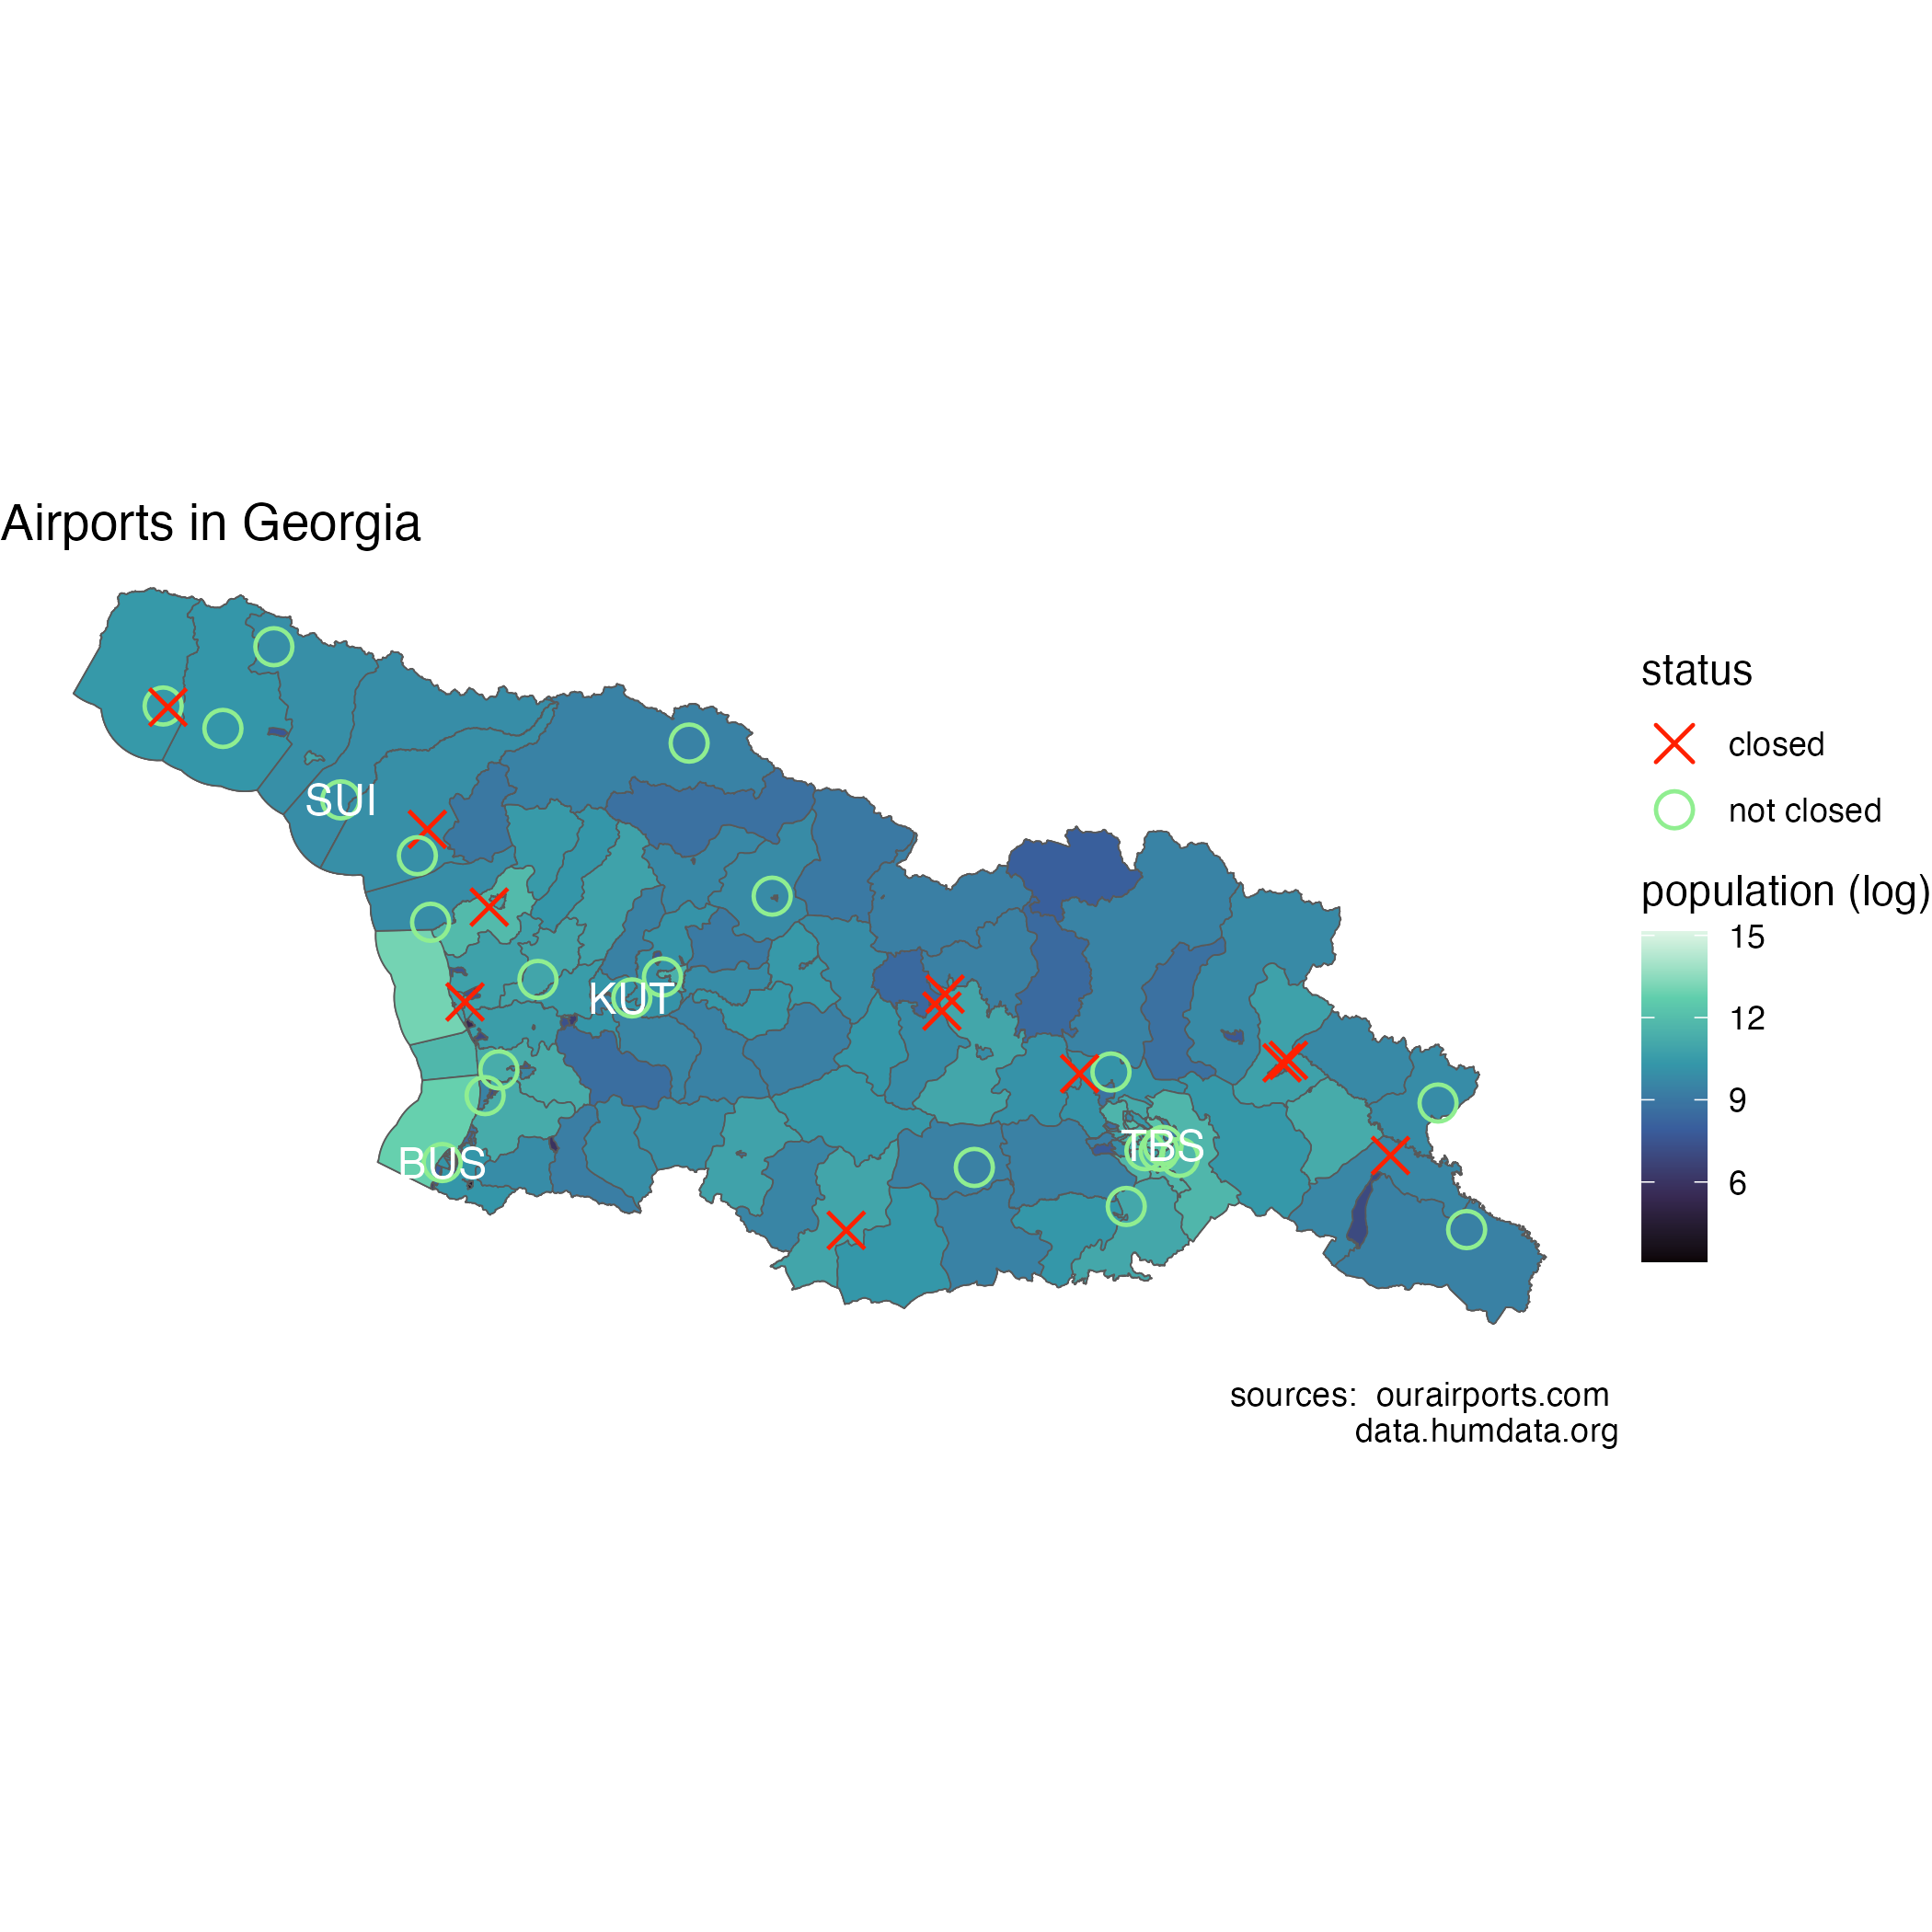 Airports in Georgia
SUI
KUT
TBS
BUS
status
closed
not closed
population (log)
15
12
9
6
sources:  ourairports.com
data.humdata.org